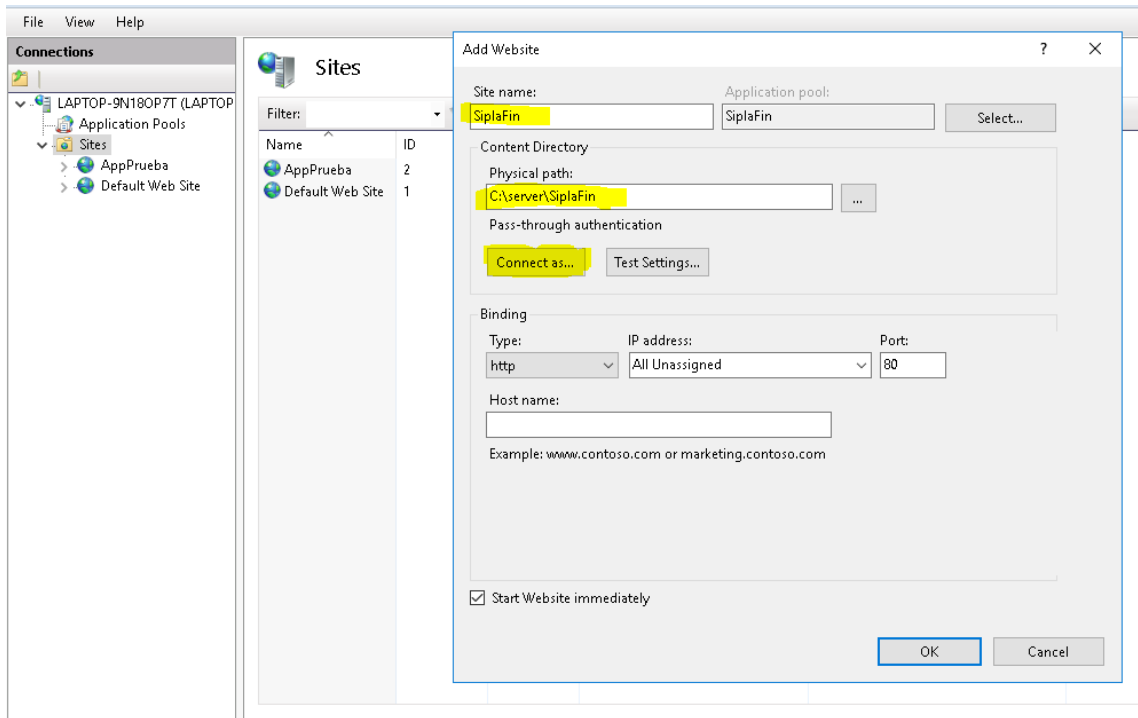 File View Help
Connections
LAPTOP-9N18OP7T (LAPTOP
Application Pools
Sites
AppPrueba
Default Web Site
Sites
Filter:
Name ID
AppPrueba 2
Default Web Site 1
Add Website ?
Site name: Application pool:
SiplaFin SiplaFin Select...
Content Directory
Physical path:
C:\server\SiplaFin ...
Pass-through authentication
Connect as... Test Settings...
Binding
Type: IP address: Port:
http All Unassigned 80
Host name:
Example: www.contoso.com or marketing.contoso.com
Start Website immediately
OK Cancel